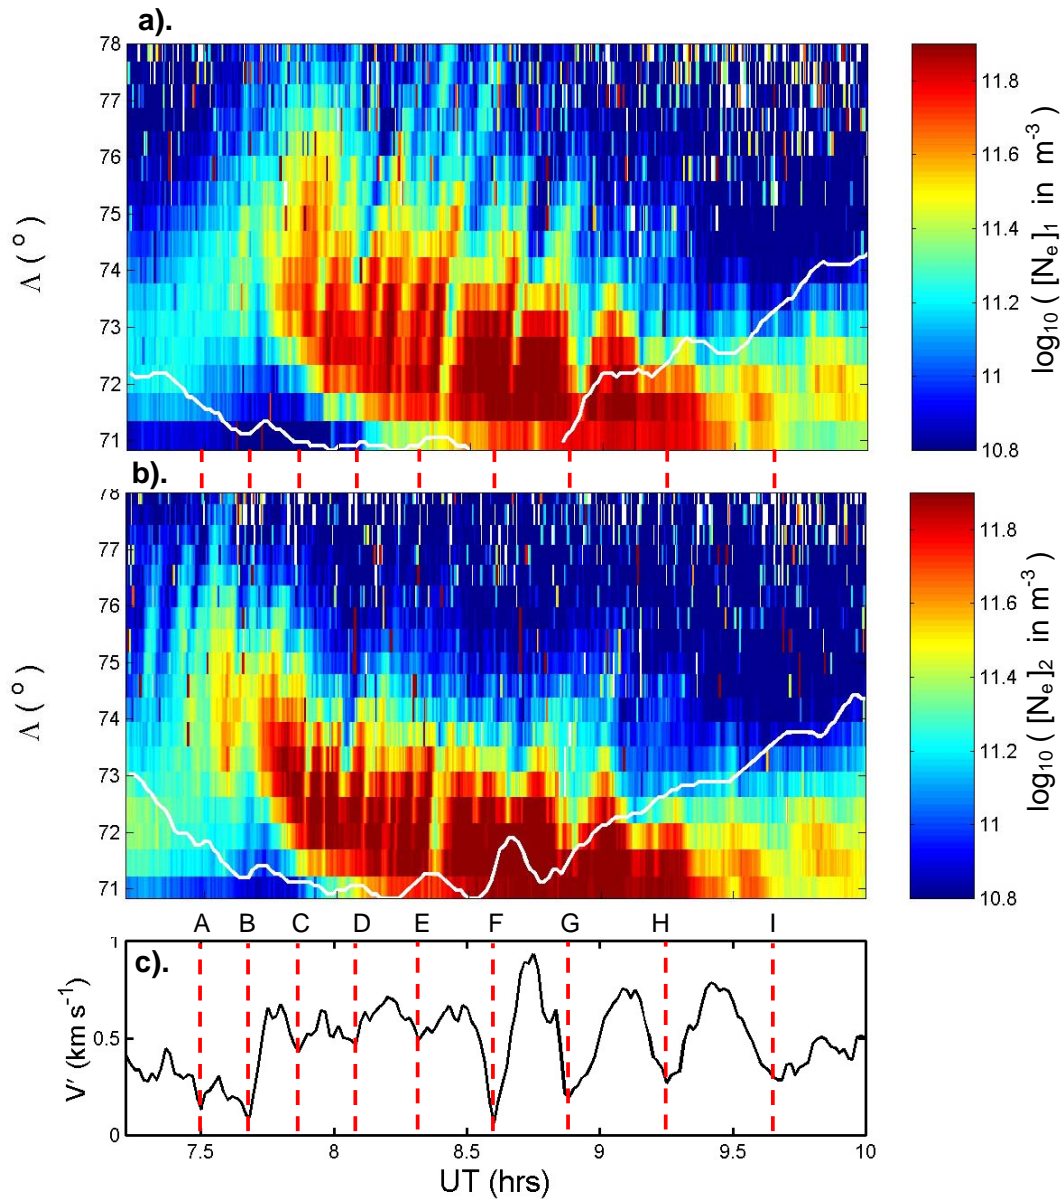 a).
78
77
76
75
74
73
72
71
Λ ( o )
11.8
11.6
11.4
11.2
11
10.8
log10 ( [Ne]1 in m-3 )
b).
78
77
76
75
74
73
72
71
Λ ( o )
11.8
11.6
11.4
11.2
11
10.8
log10 ( [Ne]2 in m-3 )
A B C D E F G H I
c).
1
0.5
0
V' (km s-1)
7.5 8 8.5 9 9.5 10
UT (hrs)